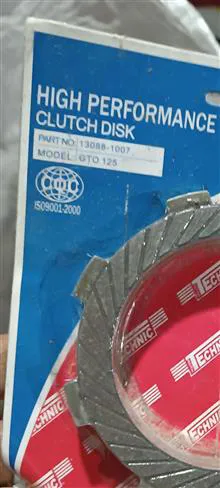 HIGH PERFORMANCE
CLUTCH DISK
PART NO. 13088-1007
MODEL GTO 125
ISO9001-2000
TECHNIC
TECHNIC
TECHNIC
TECHNIC